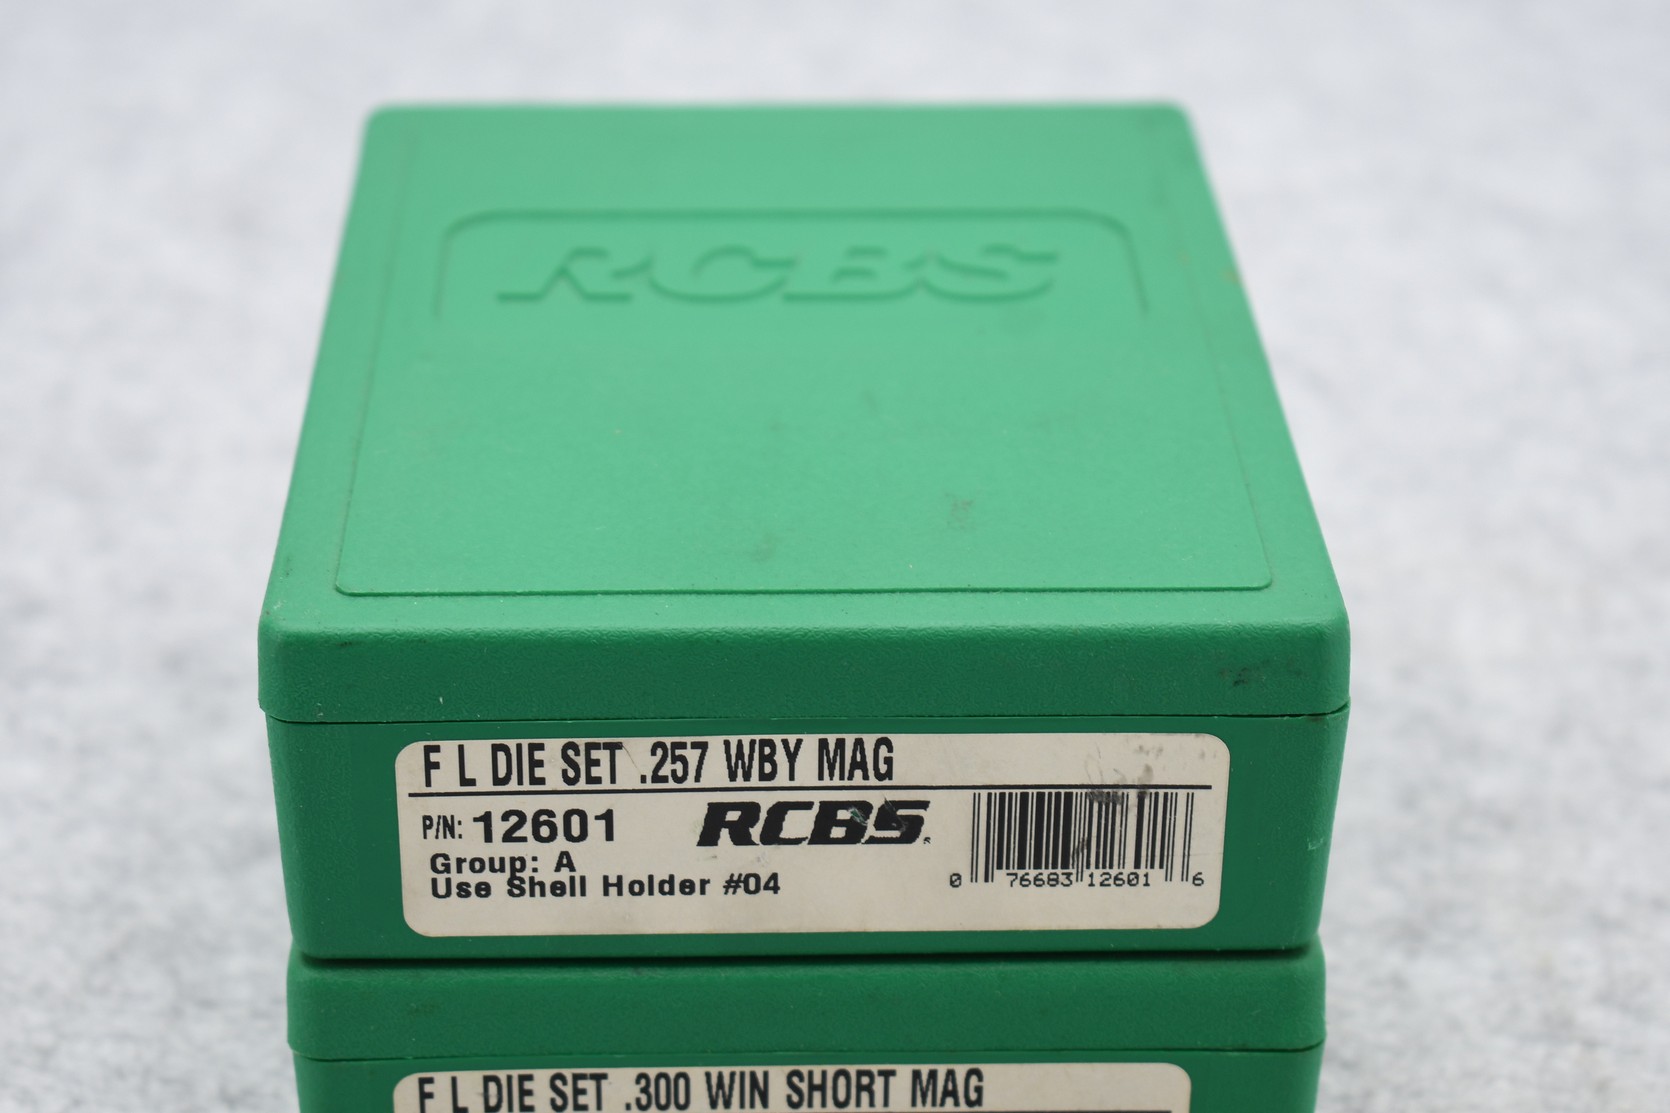 RCBS
F L DIE SET .257 WBY MAG
P/N: 12601 RCBS
Group: A
Use Shell Holder #04
0 76683 12601 6
F L DIE SET .300 WIN SHORT MAG